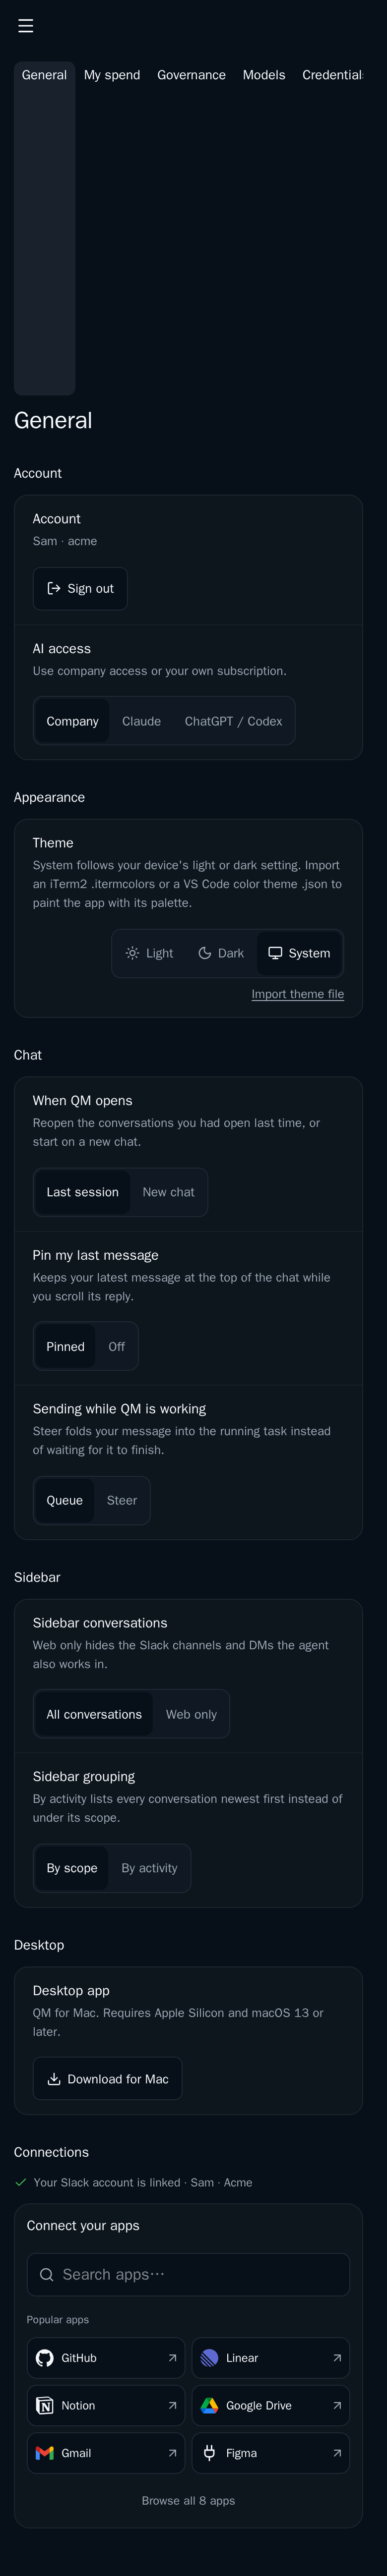 General My spend Governance Models Credentials
General
Account
Account
Sam · acme
Sign out
AI access
Use company access or your own subscription.
Company Claude ChatGPT / Codex
Appearance
Theme
System follows your device's light or dark setting. Import
an iTerm2 .itermcolors or a VS Code color theme .json to
paint the app with its palette.
Light Dark System
Import theme file
Chat
When QM opens
Reopen the conversations you had open last time, or
start on a new chat.
Last session New chat
Pin my last message
Keeps your latest message at the top of the chat while
you scroll its reply.
Pinned Off
Sending while QM is working
Steer folds your message into the running task instead
of waiting for it to finish.
Queue Steer
Sidebar
Sidebar conversations
Web only hides the Slack channels and DMs the agent
also works in.
All conversations Web only
Sidebar grouping
By activity lists every conversation newest first instead of
under its scope.
By scope By activity
Desktop
Desktop app
QM for Mac. Requires Apple Silicon and macOS 13 or
later.
Download for Mac
Connections
Your Slack account is linked · Sam · Acme
Connect your apps
Search apps…
Popular apps
GitHub Linear
Notion Google Drive
Gmail Figma
Browse all 8 apps